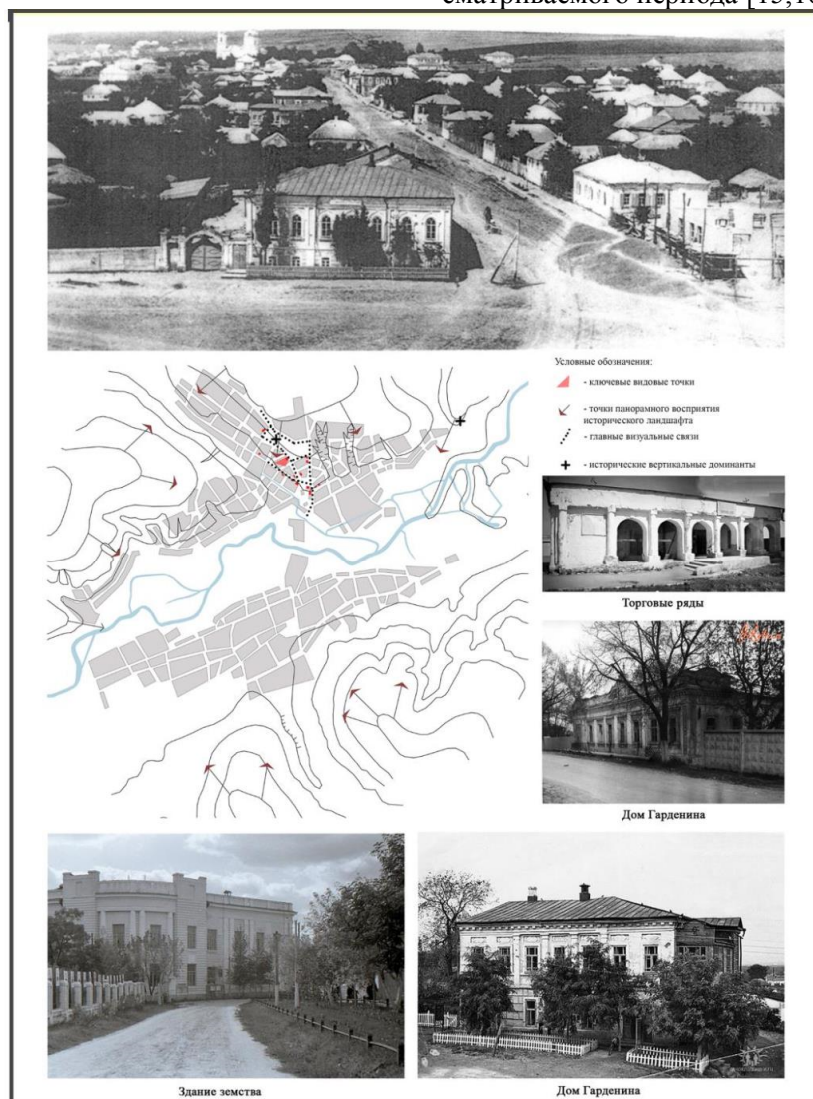 Условные обозначения:
- ключевые видовые точки
- точки панорамного восприятия
исторического ландшафта
- главные визуальные связи
- исторические вертикальные доминанты
Торговые ряды
Дом Гарденина
Здание земства
Дом Гарденина